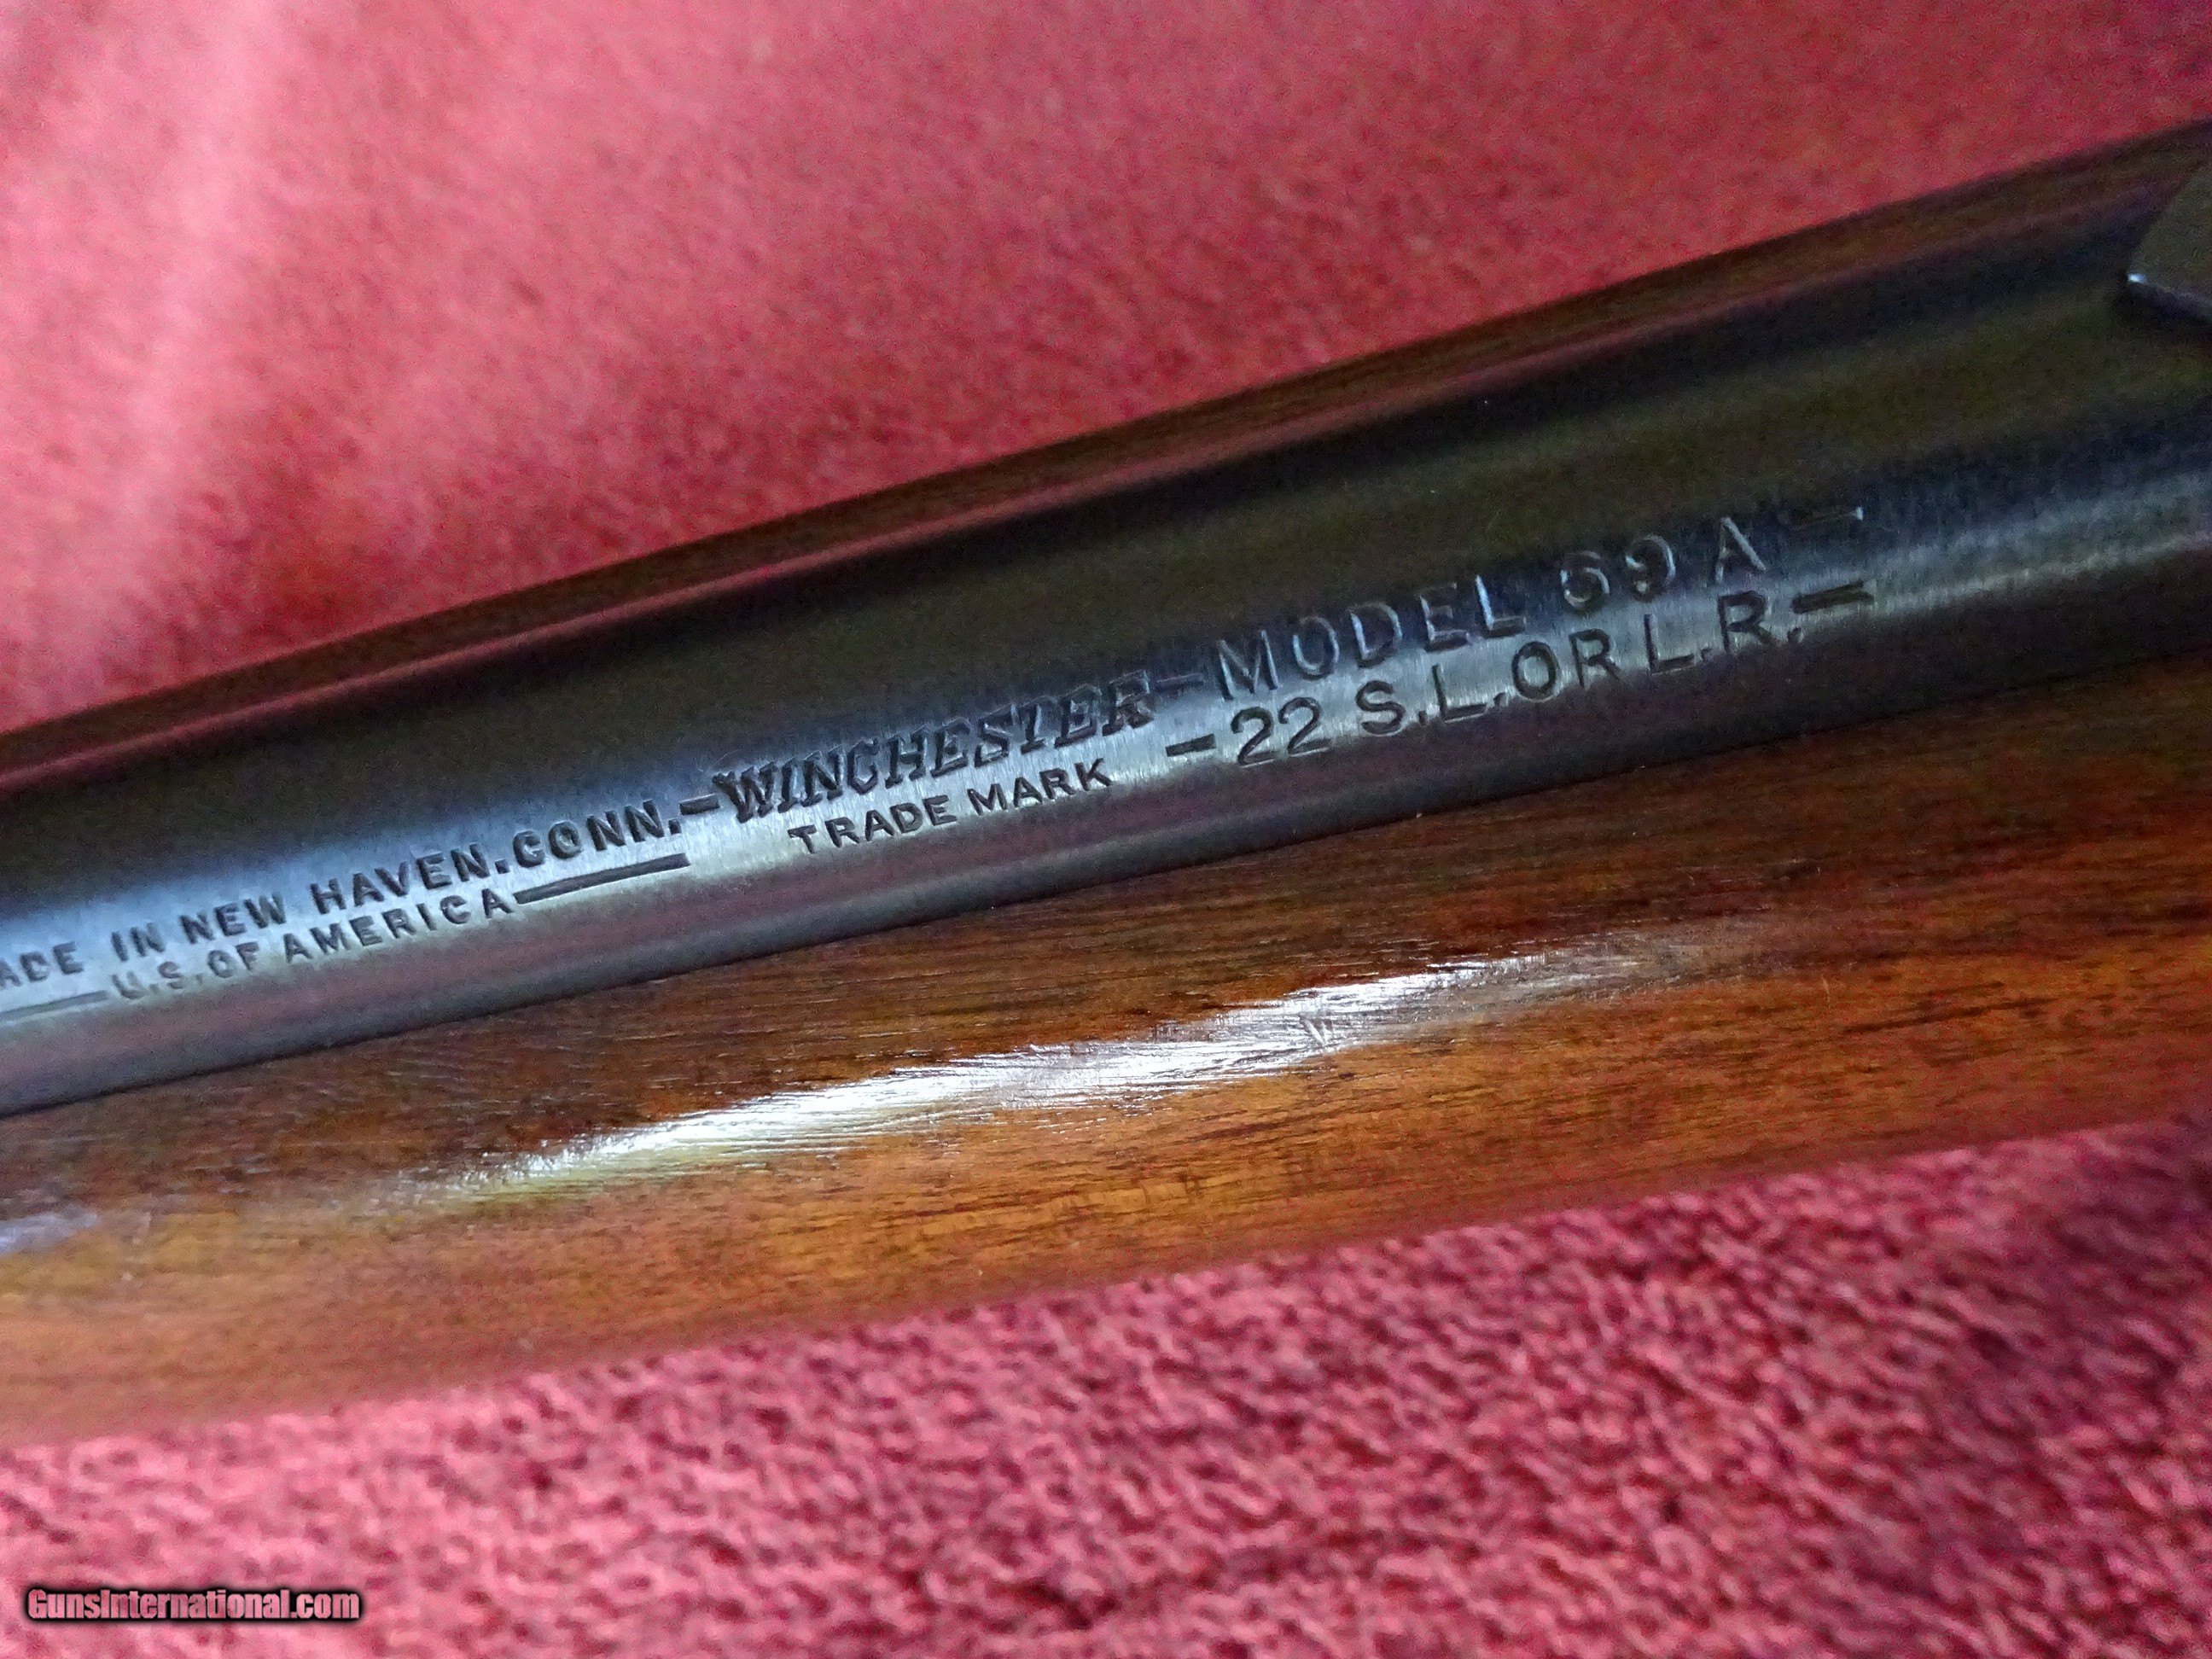 ADE IN NEW HAVEN.CONN.-WINCHESTER-MODEL 69 A-
U.S.OF AMERICA TRADE MARK -22 S.L.OR L.R.-
GunsInternational.com